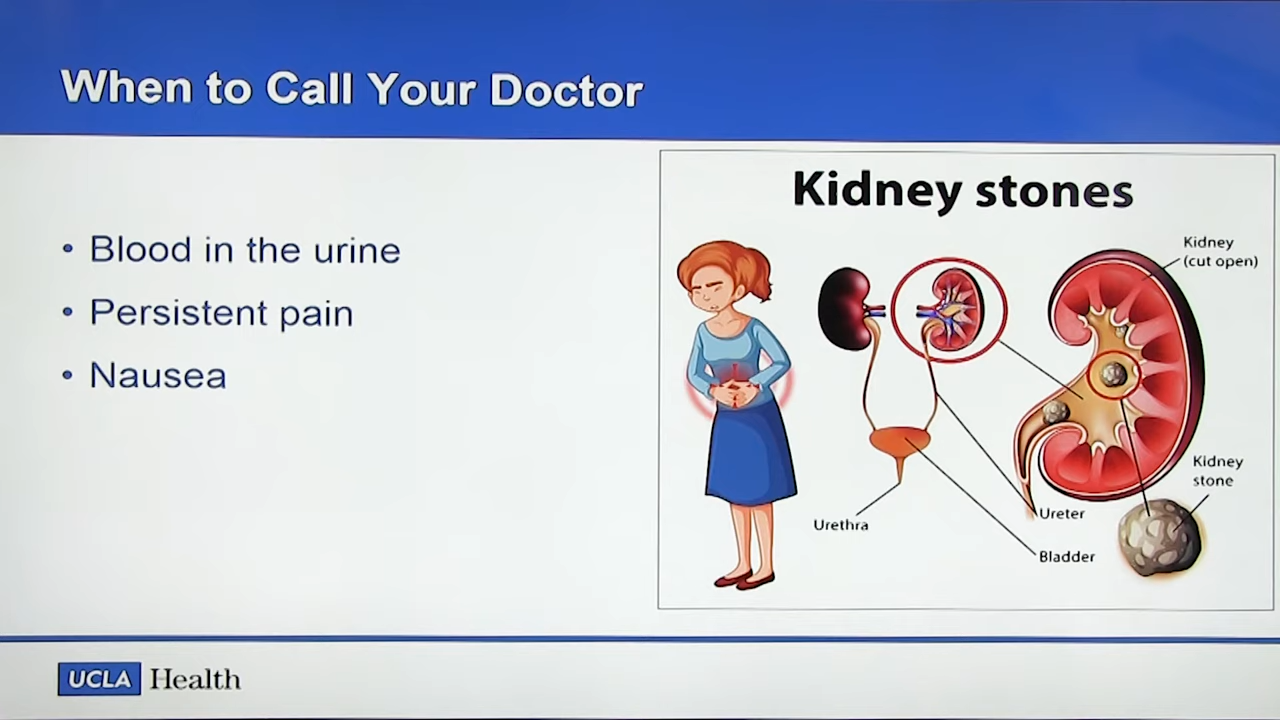 When to Call Your Doctor
• Blood in the urine
• Persistent pain
• Nausea
Kidney stones
Kidney
(cut open)
Kidney
stone
Urethra
Ureter
Bladder
UCLA Health